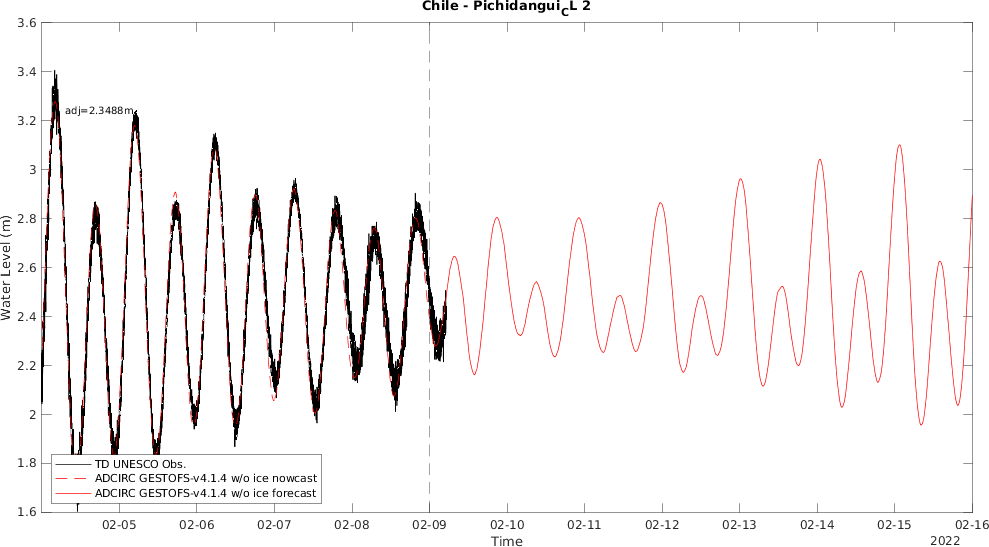 Chile - Pichidangui_CL 2
Water Level (m)
3.6
3.4
3.2
3
2.8
2.6
2.4
2.2
2
1.8
1.6
adj=2.3488m
TD UNESCO Obs.
ADCIRC GESTOFS-v4.1.4 w/o ice nowcast
ADCIRC GESTOFS-v4.1.4 w/o ice forecast
02-05 02-06 02-07 02-08 02-09 02-10 02-11 02-12 02-13 02-14 02-15 02-16
Time
2022